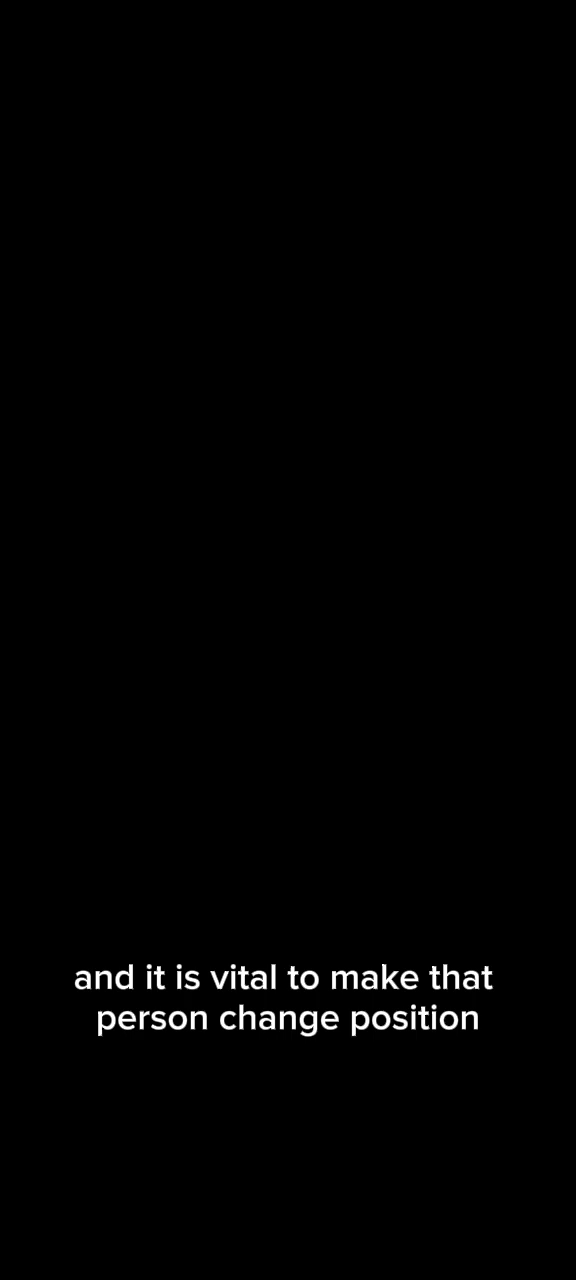 and it is vital to make that
person change position